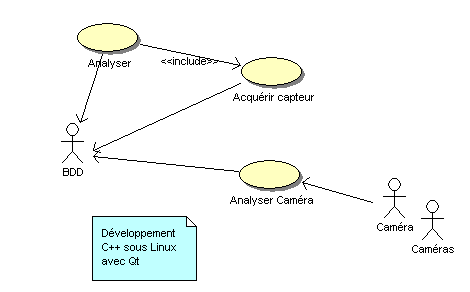 Analyser
<<include>>
Acquérir capteur
BDD
Analyser Caméra
Caméra
Caméras
Développement
C++ sous Linux
avec Qt